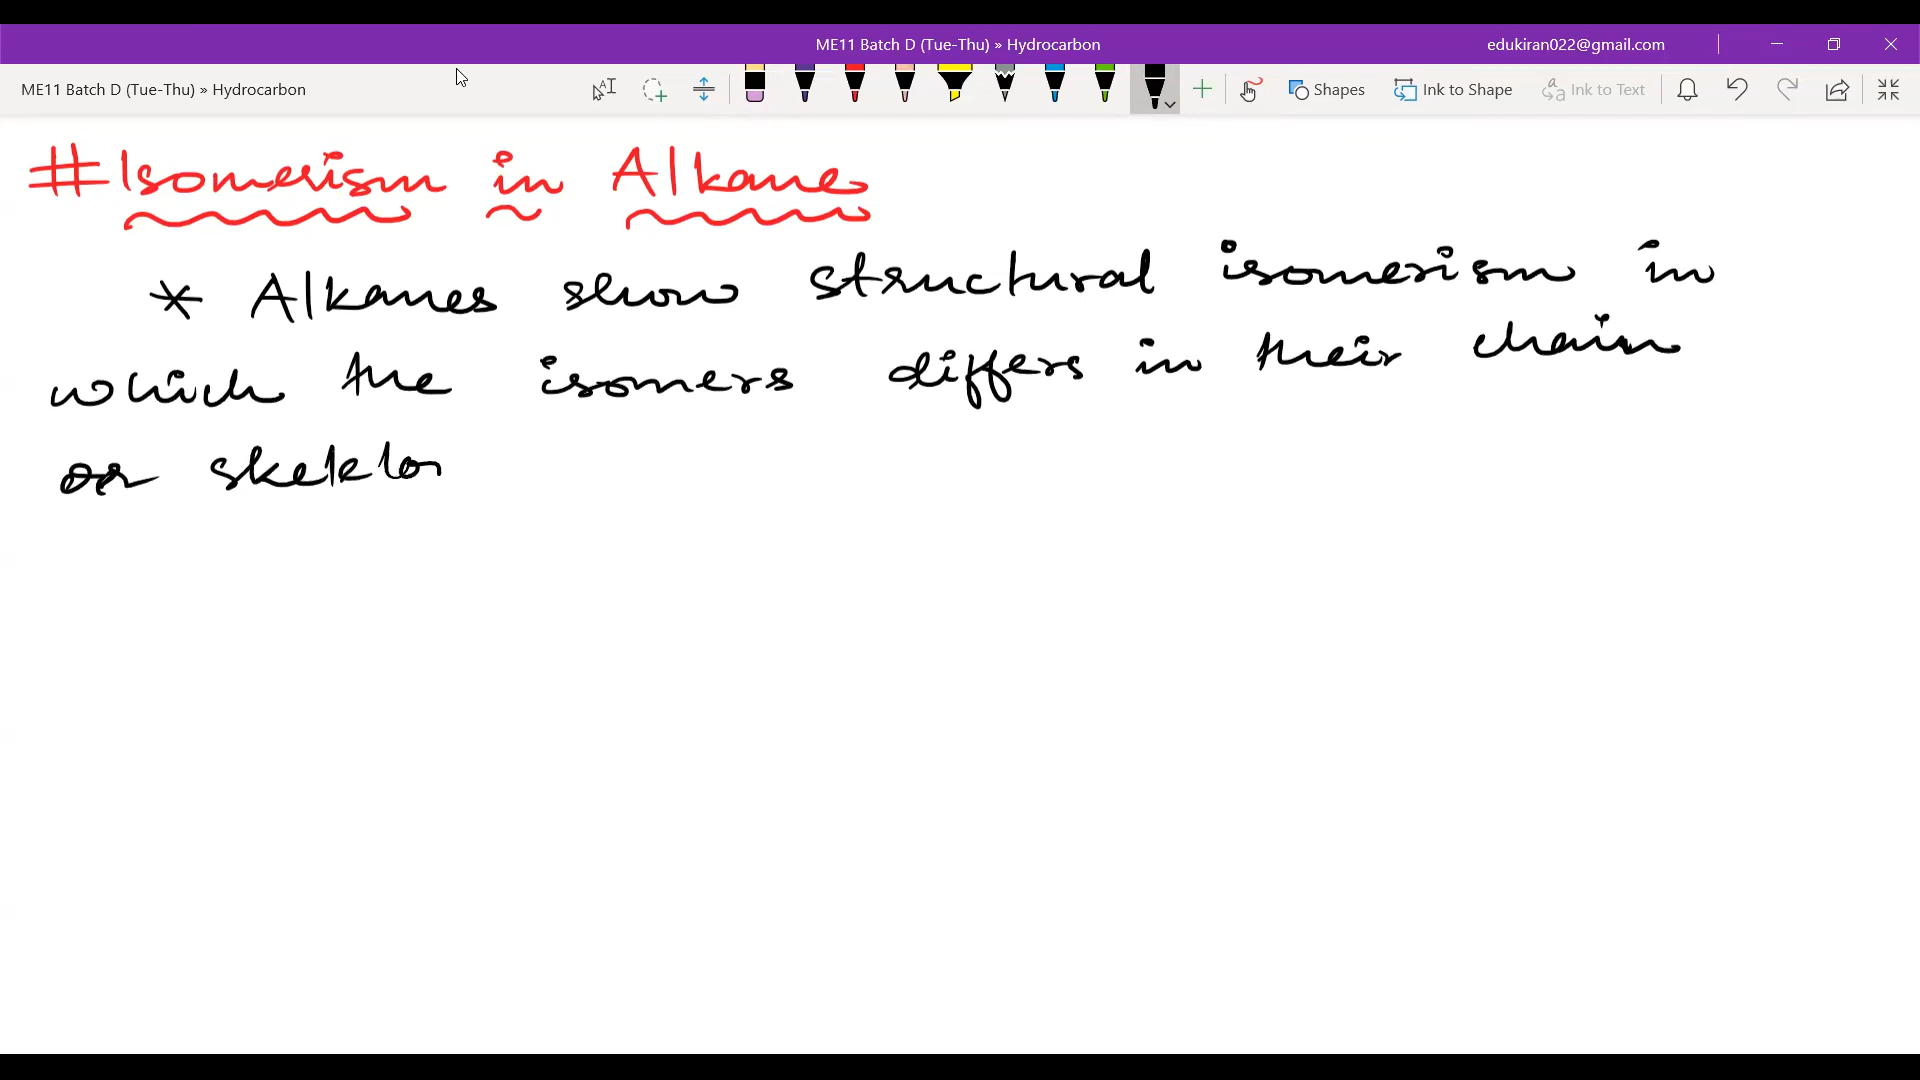 ME11 Batch D (Tue-Thu) » Hydrocarbon
edukiran022@gmail.com
ME11 Batch D (Tue-Thu) » Hydrocarbon
Shapes
Ink to Shape
Ink to Text
#Isomerism in Alkane
* Alkanes show structural isomerism in
which the isomers differs in their chain
or skeleton